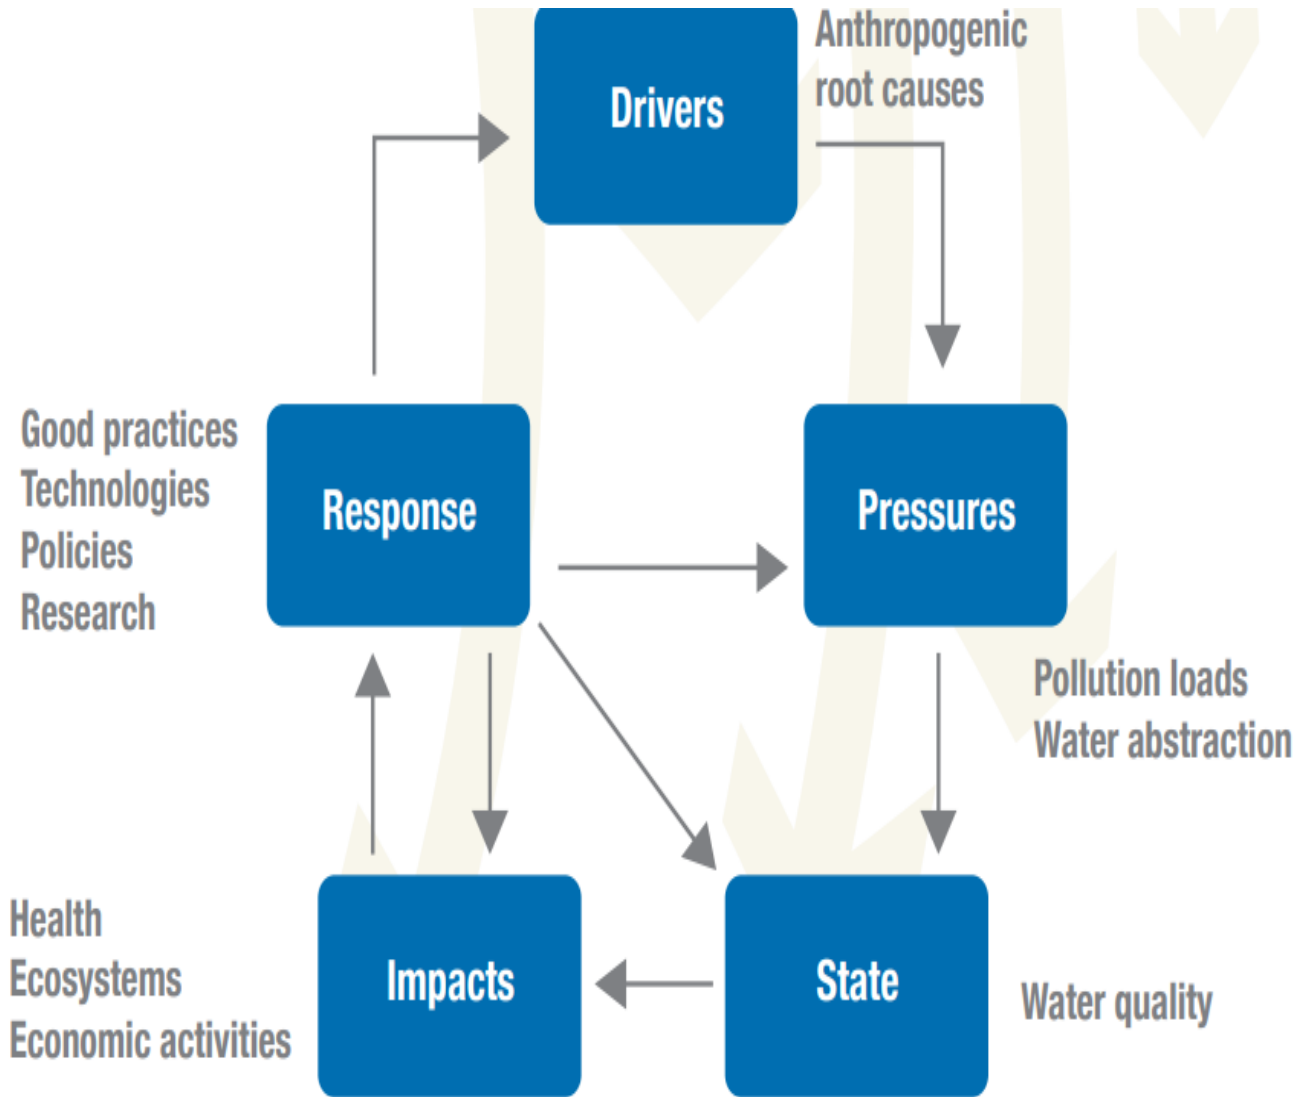 Anthropogenic
root causes
Drivers
Good practices
Technologies
Policies
Research
Response
Pressures
Pollution loads
Water abstraction
Health
Ecosystems
Economic activities
Impacts
State
Water quality